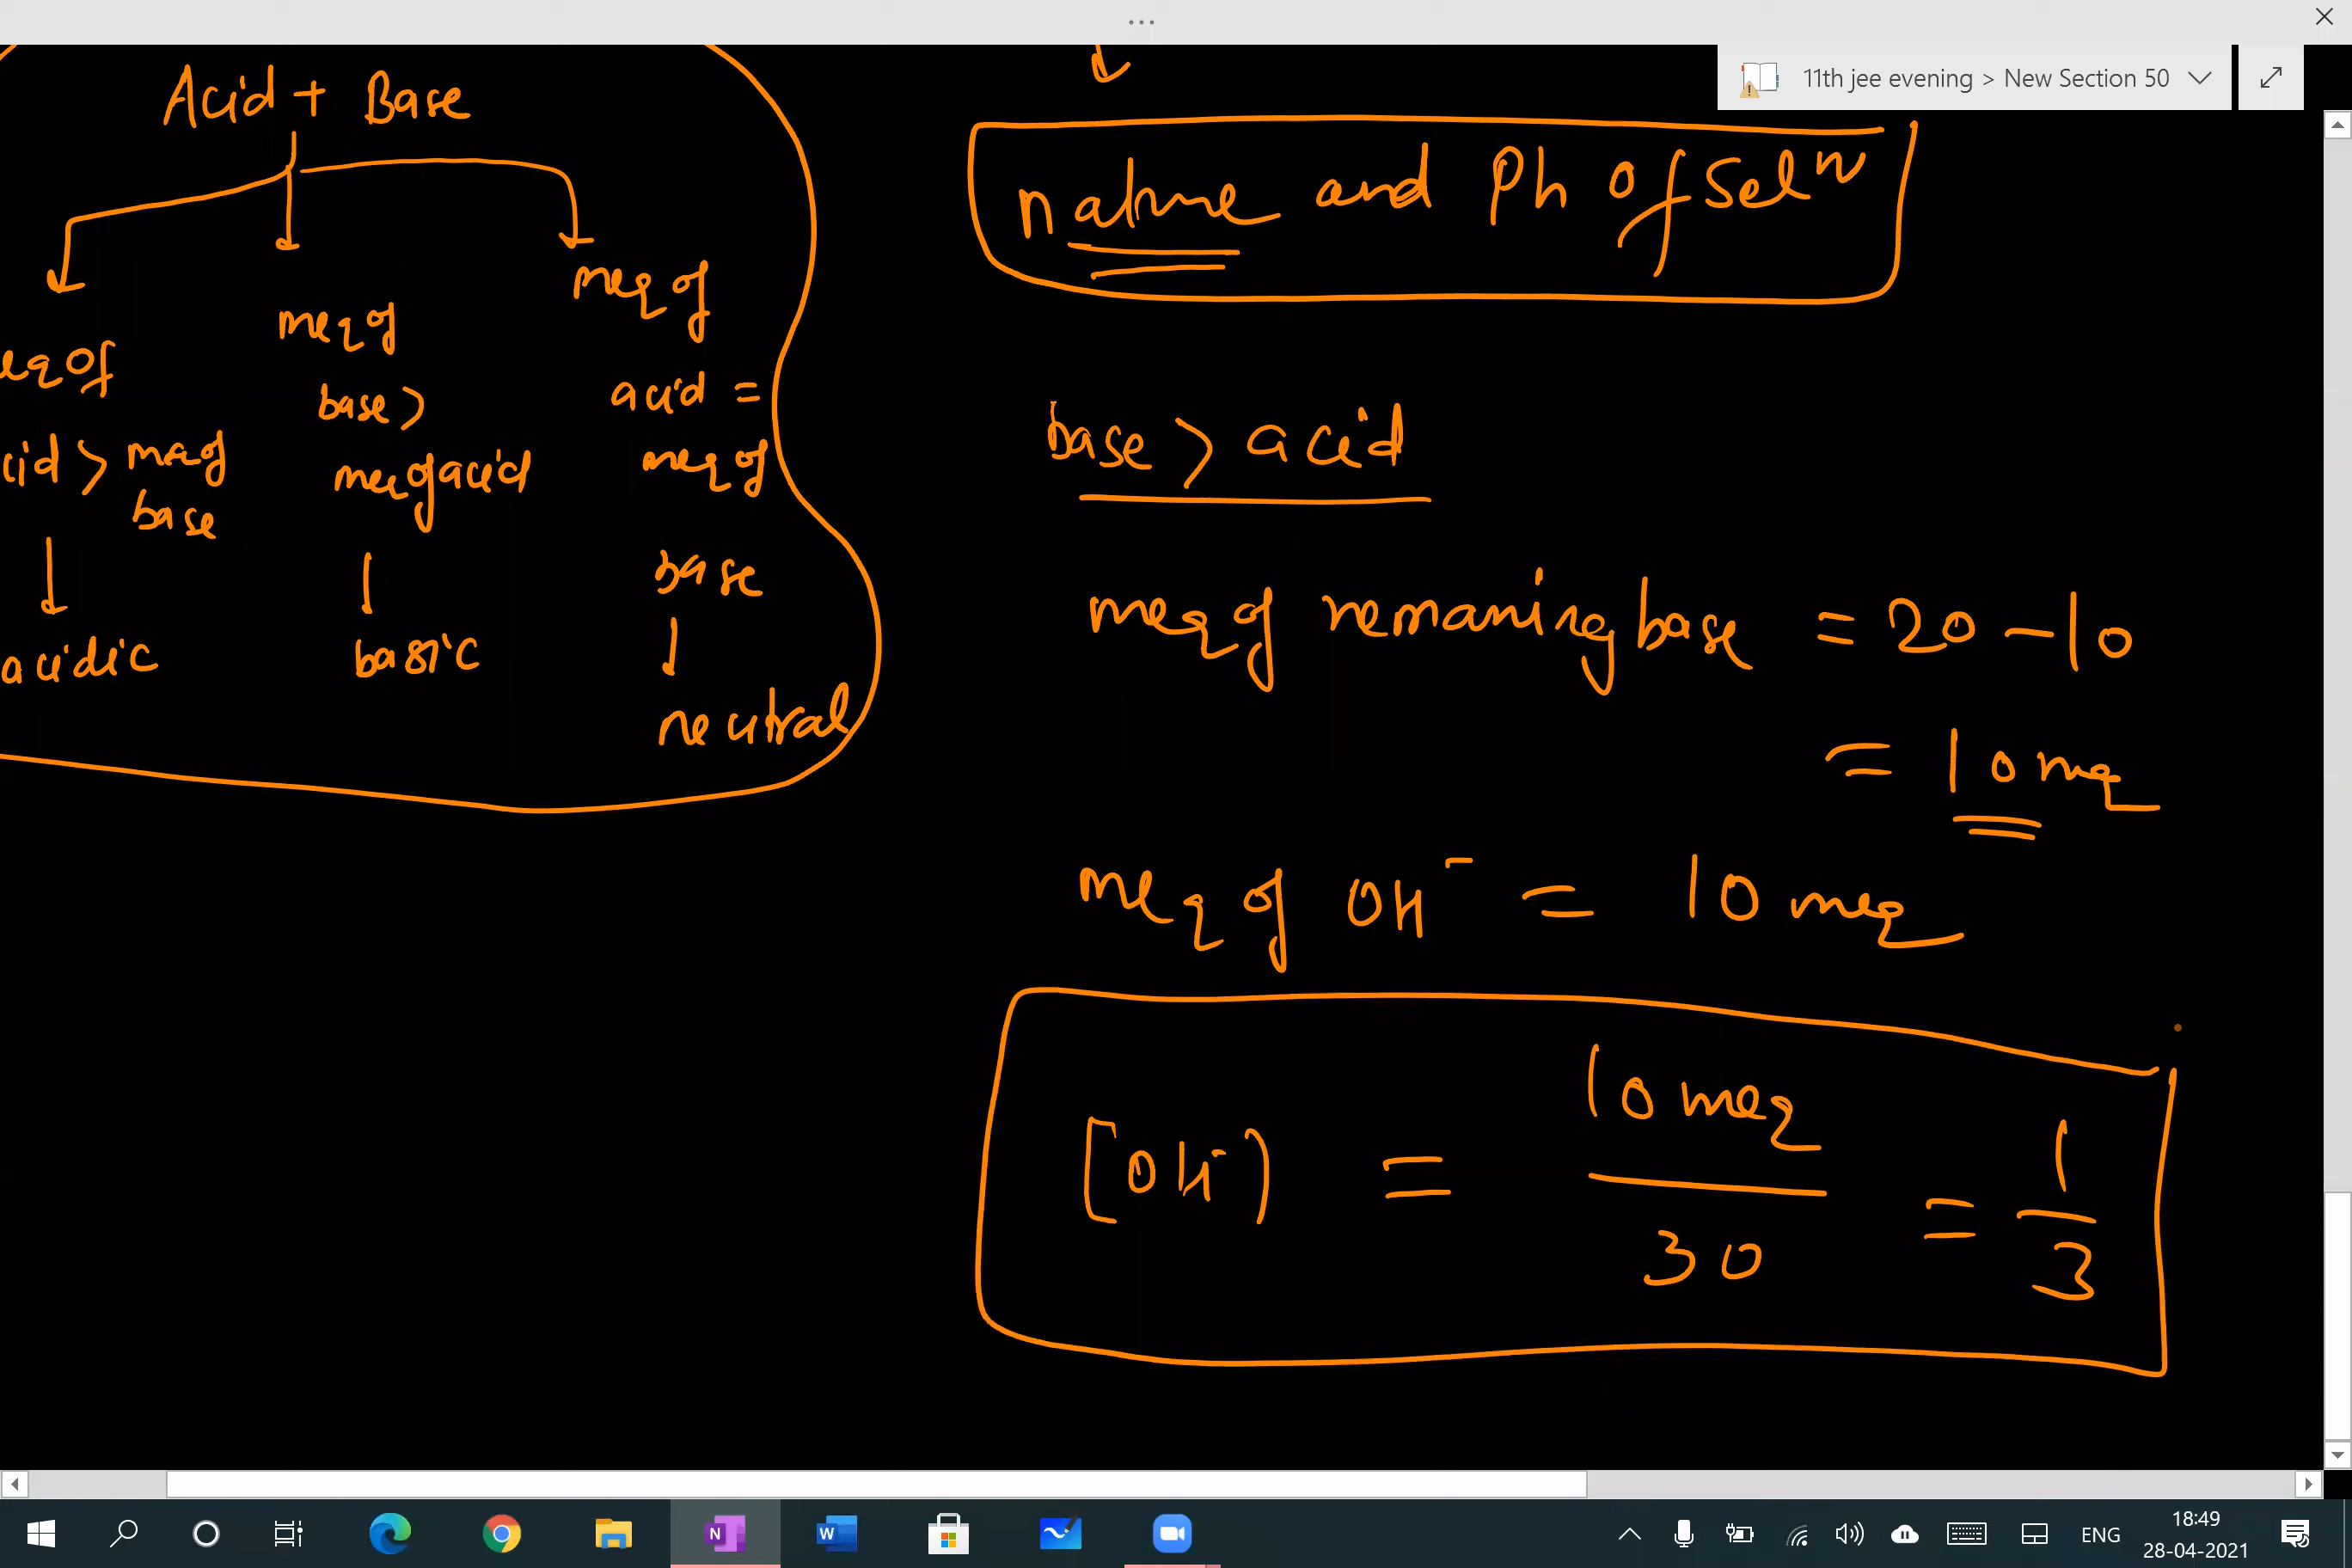 11th jee evening > New Section 50
Acid + Base
eq of
cid > meq of
base
acidic
meq of
base >
meq of acid
basic
meq of
acid =
meq of
base
neutral
nature and Ph of Solⁿ
base > acid
meq of remaning base = 20 - 10
= 10 meq
meq of OH⁻ = 10 meq
[OH⁻] = 10 meq / 30 = 1/3
ENG
18:49
28-04-2021